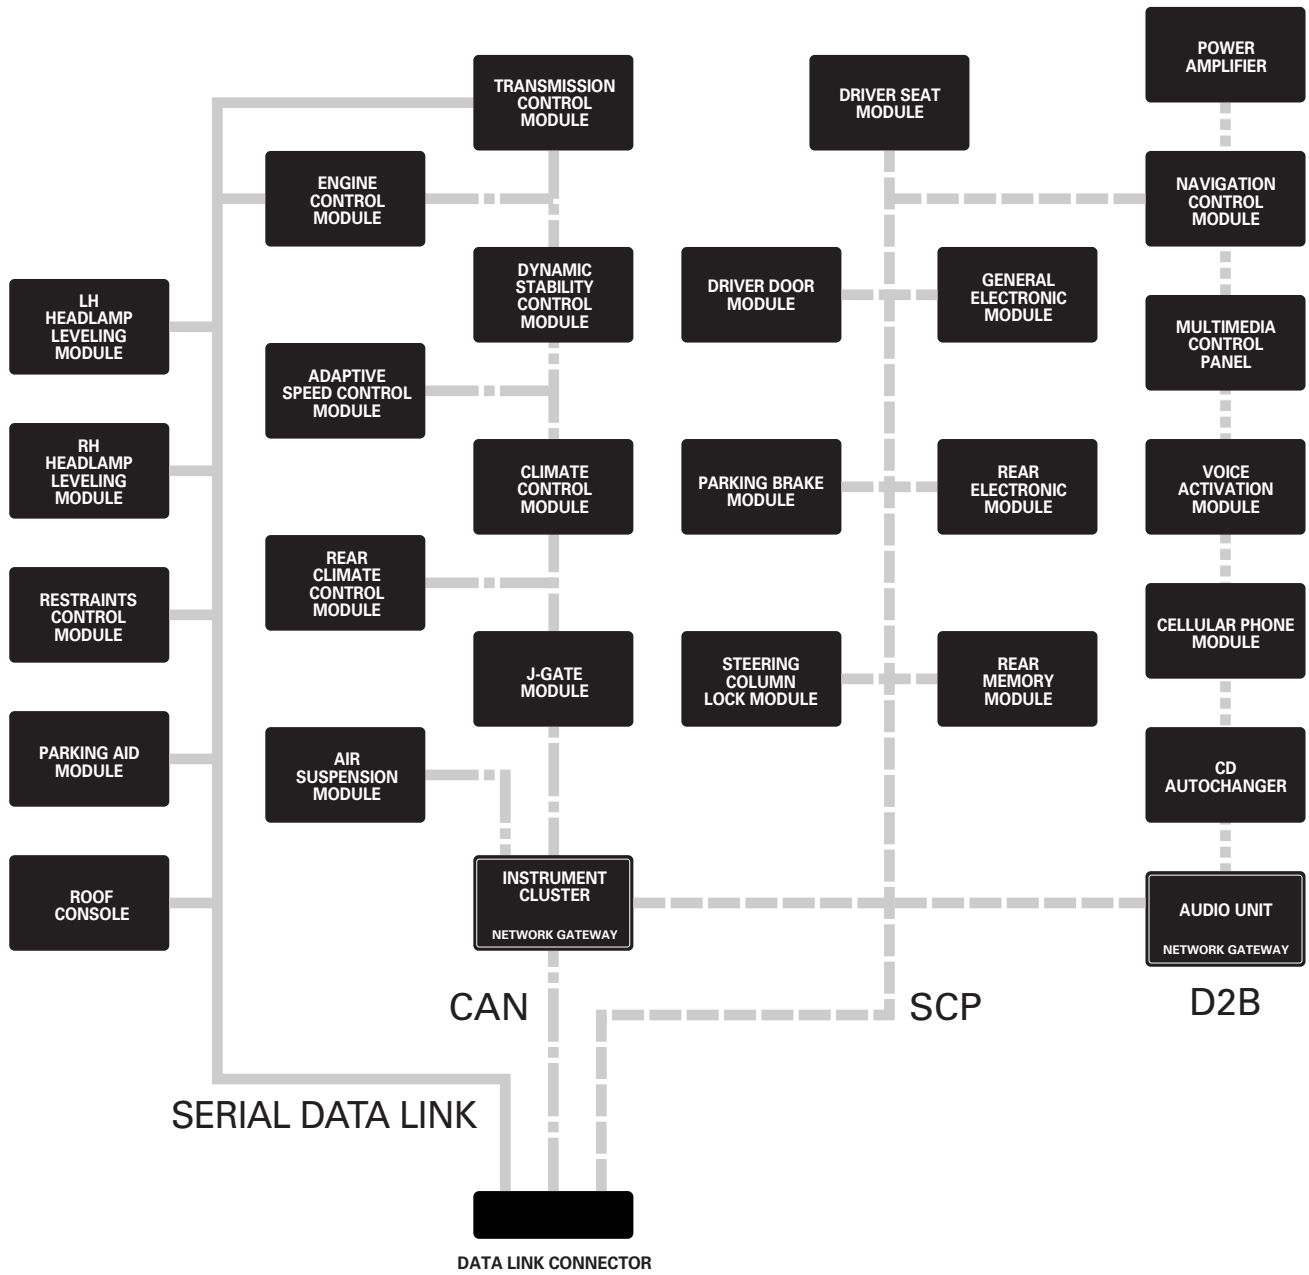 POWER
AMPLIFIER
TRANSMISSION
CONTROL
MODULE
DRIVER SEAT
MODULE
ENGINE
CONTROL
MODULE
NAVIGATION
CONTROL
MODULE
LH
HEADLAMP
LEVELING
MODULE
DYNAMIC
STABILITY
CONTROL
MODULE
DRIVER DOOR
MODULE
GENERAL
ELECTRONIC
MODULE
MULTIMEDIA
CONTROL
PANEL
ADAPTIVE
SPEED CONTROL
MODULE
RH
HEADLAMP
LEVELING
MODULE
CLIMATE
CONTROL
MODULE
PARKING BRAKE
MODULE
REAR
ELECTRONIC
MODULE
VOICE
ACTIVATION
MODULE
REAR
CLIMATE
CONTROL
MODULE
RESTRAINTS
CONTROL
MODULE
CELLULAR PHONE
MODULE
J-GATE
MODULE
STEERING
COLUMN
LOCK MODULE
REAR
MEMORY
MODULE
PARKING AID
MODULE
AIR
SUSPENSION
MODULE
CD
AUTOCHANGER
ROOF
CONSOLE
INSTRUMENT
CLUSTER
NETWORK GATEWAY
AUDIO UNIT
NETWORK GATEWAY
CAN
SCP
D2B
SERIAL DATA LINK
DATA LINK CONNECTOR